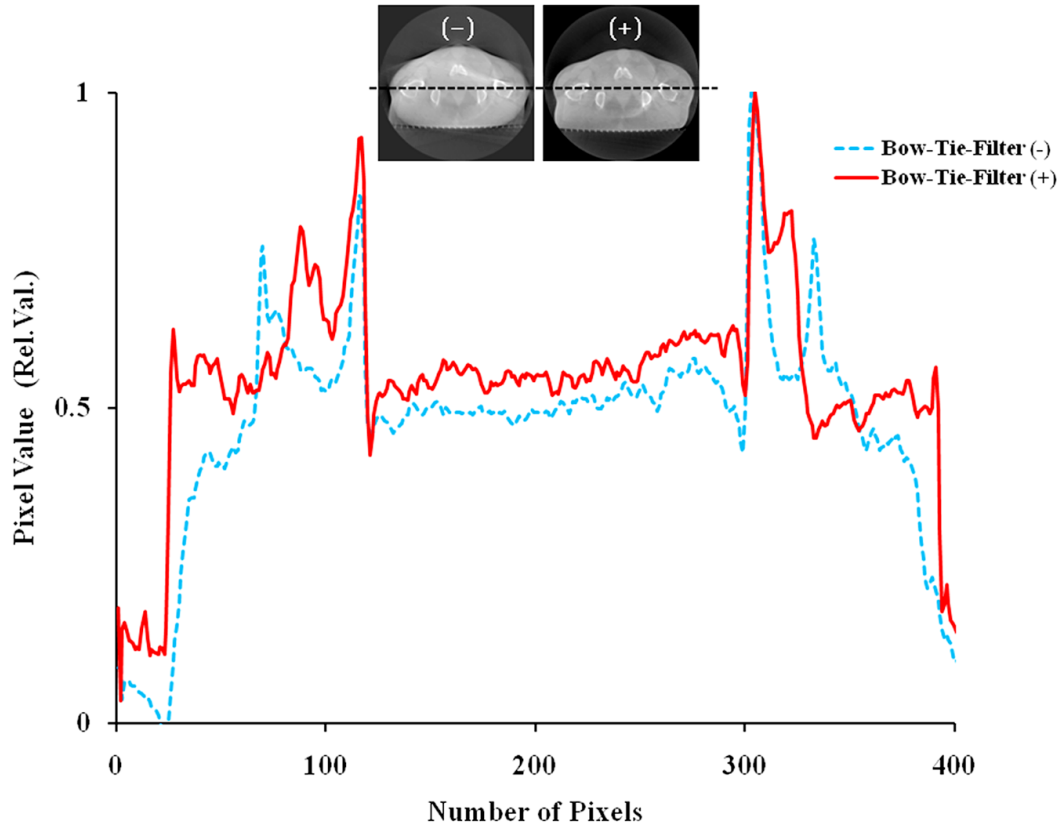 (−)
(+)
1
Bow-Tie-Filter (-)
Bow-Tie-Filter (+)
Pixel Value (Rel.Val.)
0.5
0
0
100
200
300
400
Number of Pixels